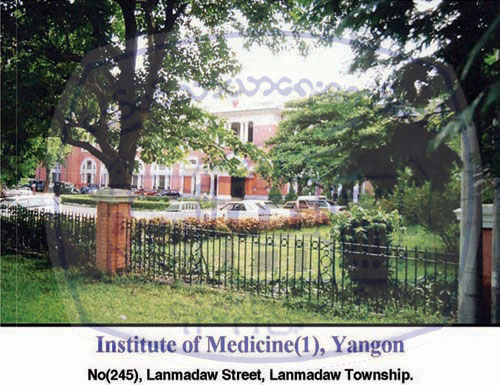 Institute of Medicine(1), Yangon
No(245), Lanmadaw Street, Lanmadaw Township.